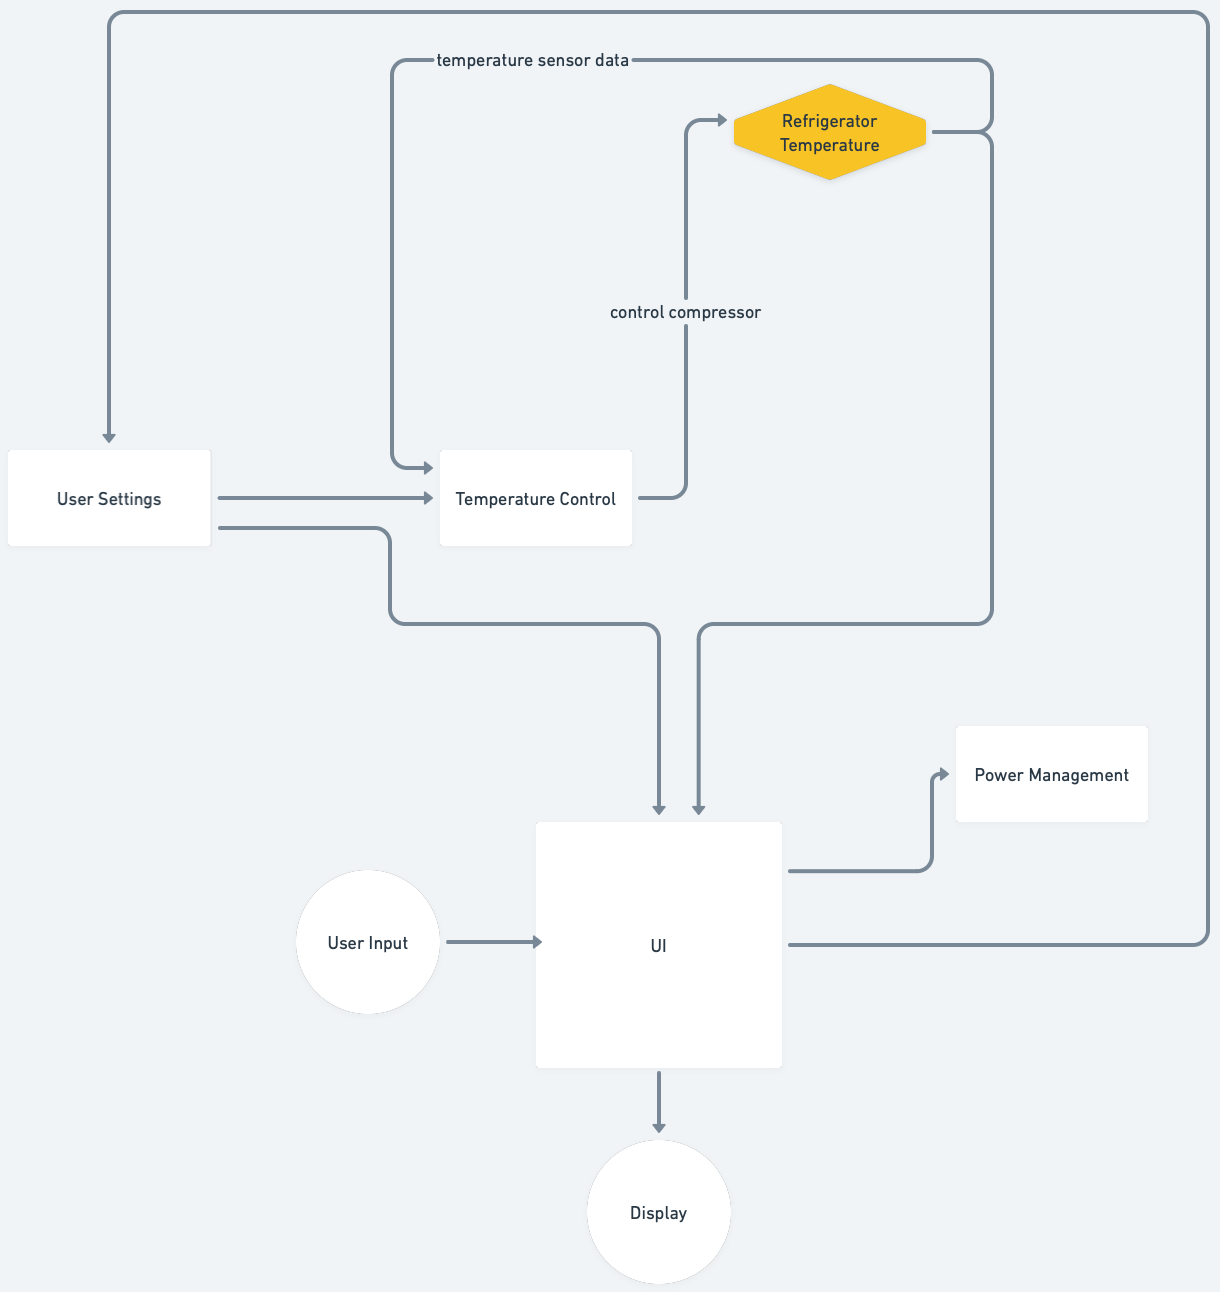 temperature sensor data
Refrigerator
Temperature
control compressor
User Settings
Temperature Control
Power Management
User Input
UI
Display